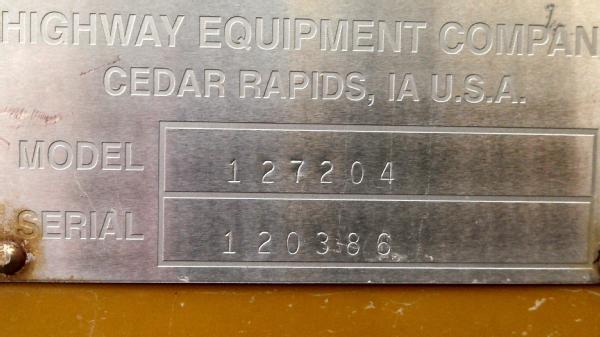 HIGHWAY EQUIPMENT COMPAN
CEDAR RAPIDS, IA U.S.A.
MODEL 127204
SERIAL 120386